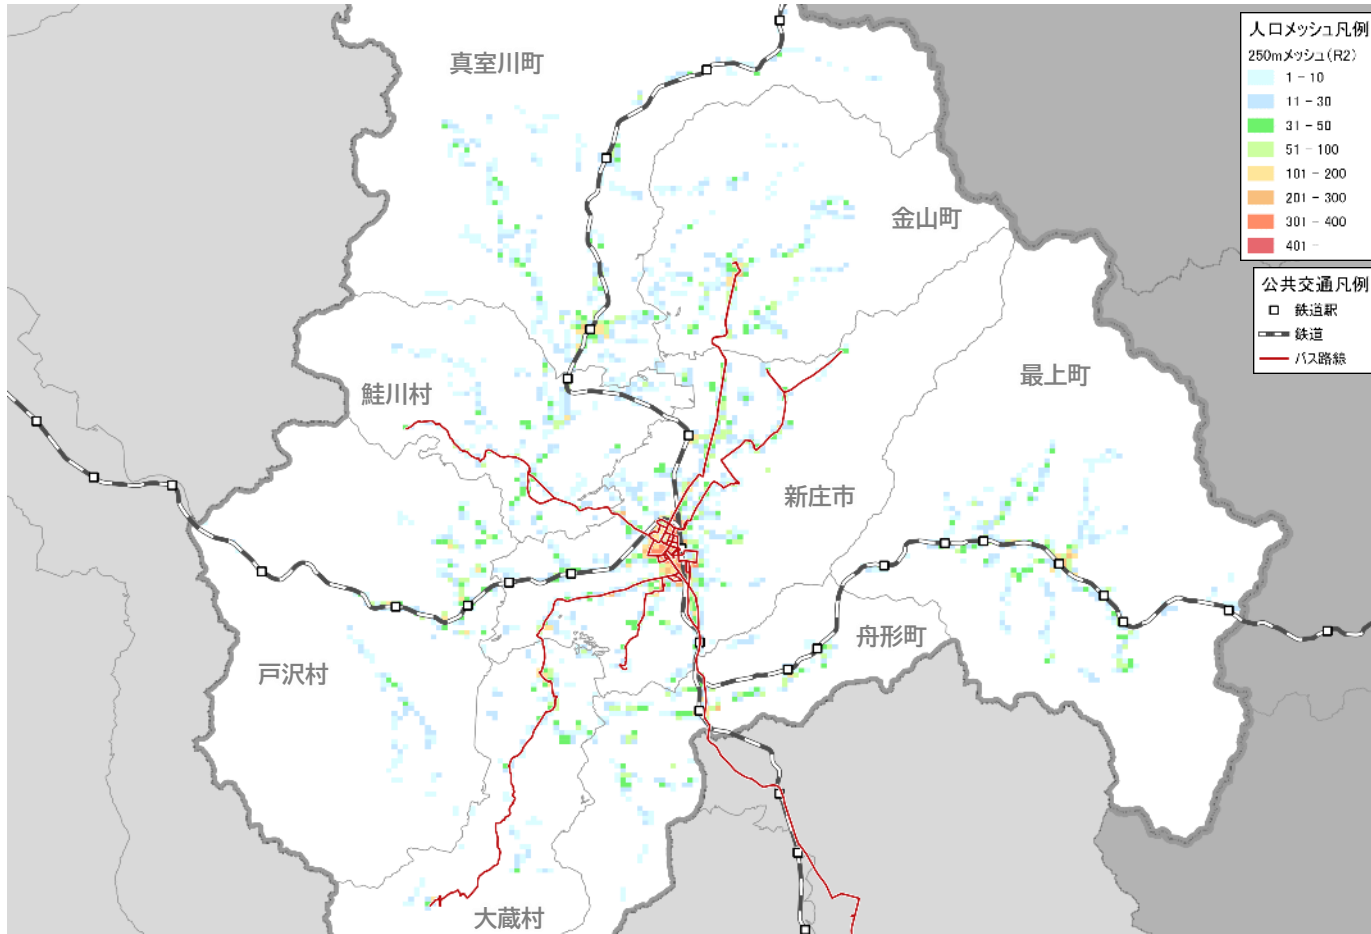 真室川町
金山町
最上町
鮭川村
新庄市
舟形町
戸沢村
大蔵村
人口メッシュ凡例
250mメッシュ(R2)
1 - 10
11 - 30
31 - 50
51 - 100
101 - 200
201 - 300
301 - 400
401 -
公共交通凡例
鉄道駅
鉄道
バス路線